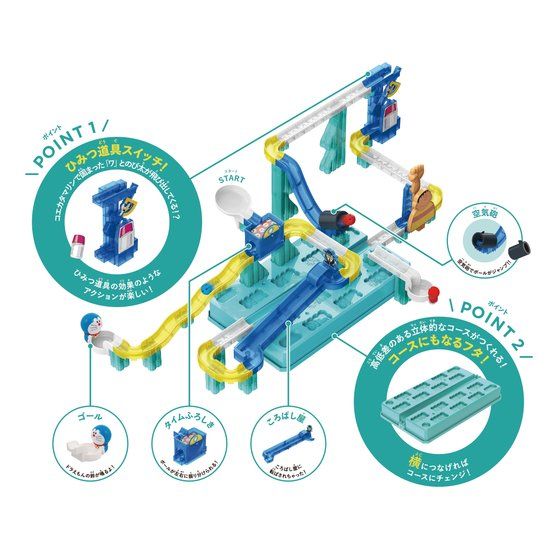 ポイント
POINT 1
どうぐ
ひみつ道具スイッチ!
コエカタマリンで固まった「ワ」とのび太が飛び出してくる!?
ひみつ道具の効果のような
アクションが楽しい!
スタート
START
空気砲
空気砲でボールがジャンプ!!
ポイント
POINT 2
高低差のある立体的なコースがつくれる!
コースにもなるフタ!
横につなげれば
コースにチェンジ!
ゴール
ドラえもんの鈴が鳴るよ!
タイムふろしき
ボールが左右に振り分けられる!
ころばし屋
ころばし屋に
転ばされちゃった!